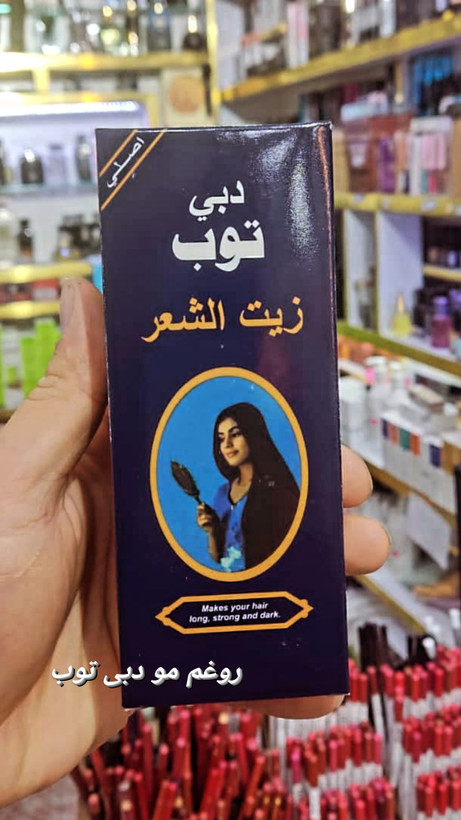 اصلي
دبي
توب
زيت الشعر
Makes your hair
long, strong and dark.
روغم مو دبی توب